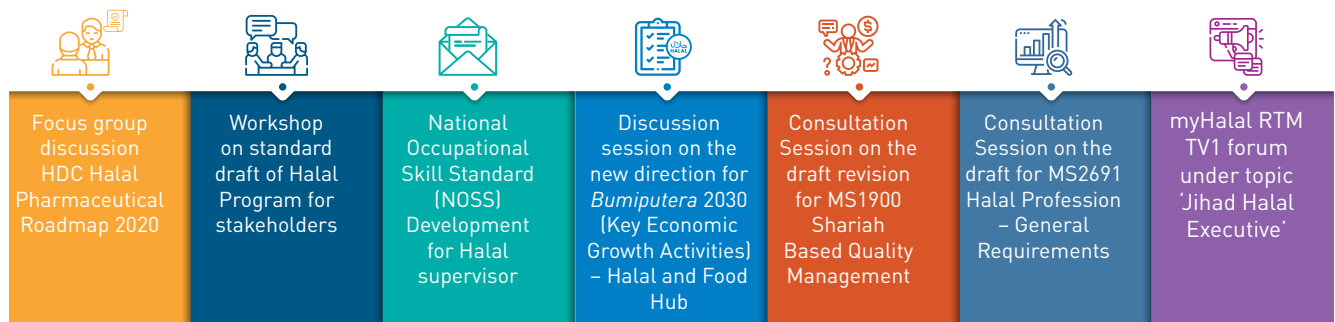 Focus group
discussion
HDC Halal
Pharmaceutical
Roadmap 2020
Workshop
on standard
draft of Halal
Program for
stakeholders
National
Occupational
Skill Standard
(NOSS)
Development
for Halal
supervisor
حلال
HALAL
Discussion
session on the
new direction for
Bumiputera 2030
(Key Economic
Growth Activities)
– Halal and Food
Hub
$
?
Consultation
Session on the
draft revision
for MS1900
Shariah
Based Quality
Management
Consultation
Session on the
draft for MS2691
Halal Profession
– General
Requirements
myHalal RTM
TV1 forum
under topic
‘Jihad Halal
Executive’